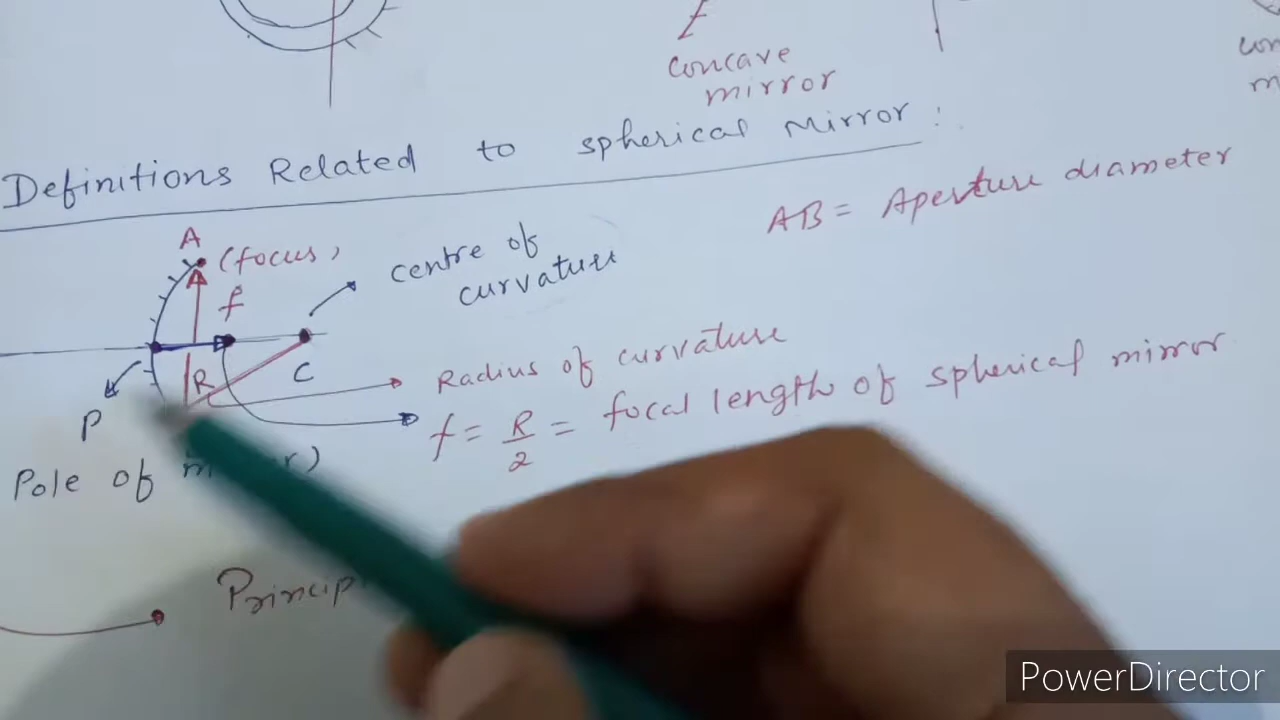 concave
mirror
Definitions Related to spherical Mirror :
AB = Aperture diameter
A
(focus)
f
centre of
curvature
R
C
P
Radius of curvature
f = R/2 = focal length of spherical mirror
Pole of
PowerDirector